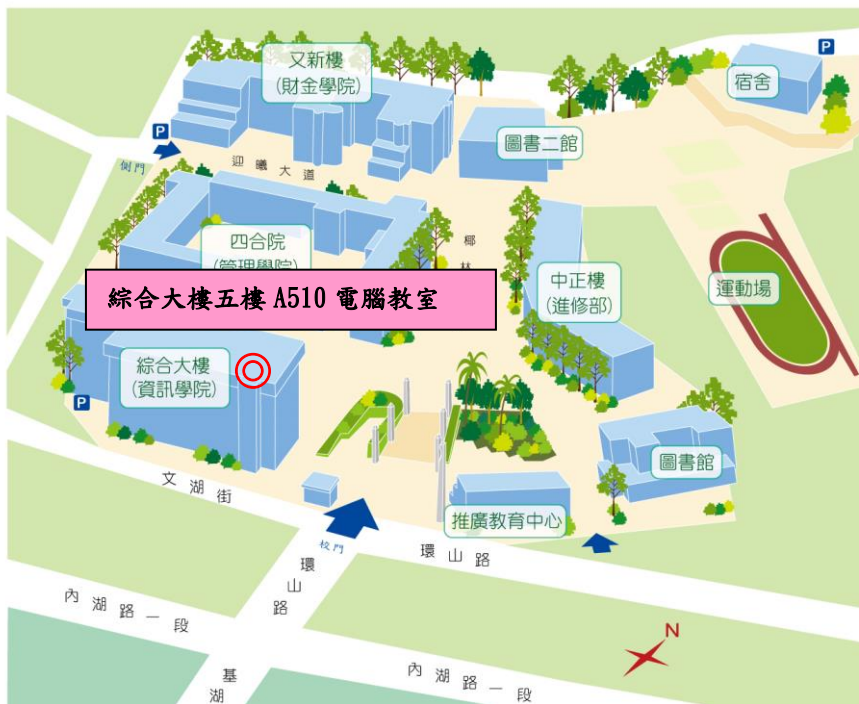 又新樓
(財金學院)
P
宿舍
P
圖書二館
側門
迎曦大道
四合院
(管理學院)
椰林
中正樓
(進修部)
運動場
綜合大樓五樓 A510 電腦教室
綜合大樓
(資訊學院)
P
圖書館
文湖街
推廣教育中心
校門
環山路
環山路
內湖路一段
N
基湖
內湖路一段